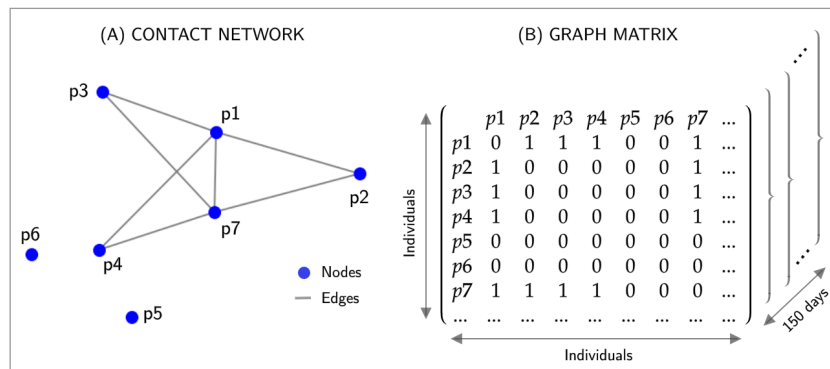 (A) CONTACT NETWORK
p3
p1
p2
p7
p6
p4
p5
Nodes
Edges
(B) GRAPH MATRIX
p1 p2 p3 p4 p5 p6 p7 ...
p1 0 1 1 1 0 0 1 ...
p2 1 0 0 0 0 0 1 ...
p3 1 0 0 0 0 0 1 ...
p4 1 0 0 0 0 0 1 ...
p5 0 0 0 0 0 0 0 ...
p6 0 0 0 0 0 0 0 ...
p7 1 1 1 1 0 0 0 ...
... ... ... ... ... ... ... ... ...
Individuals
Individuals
150 days